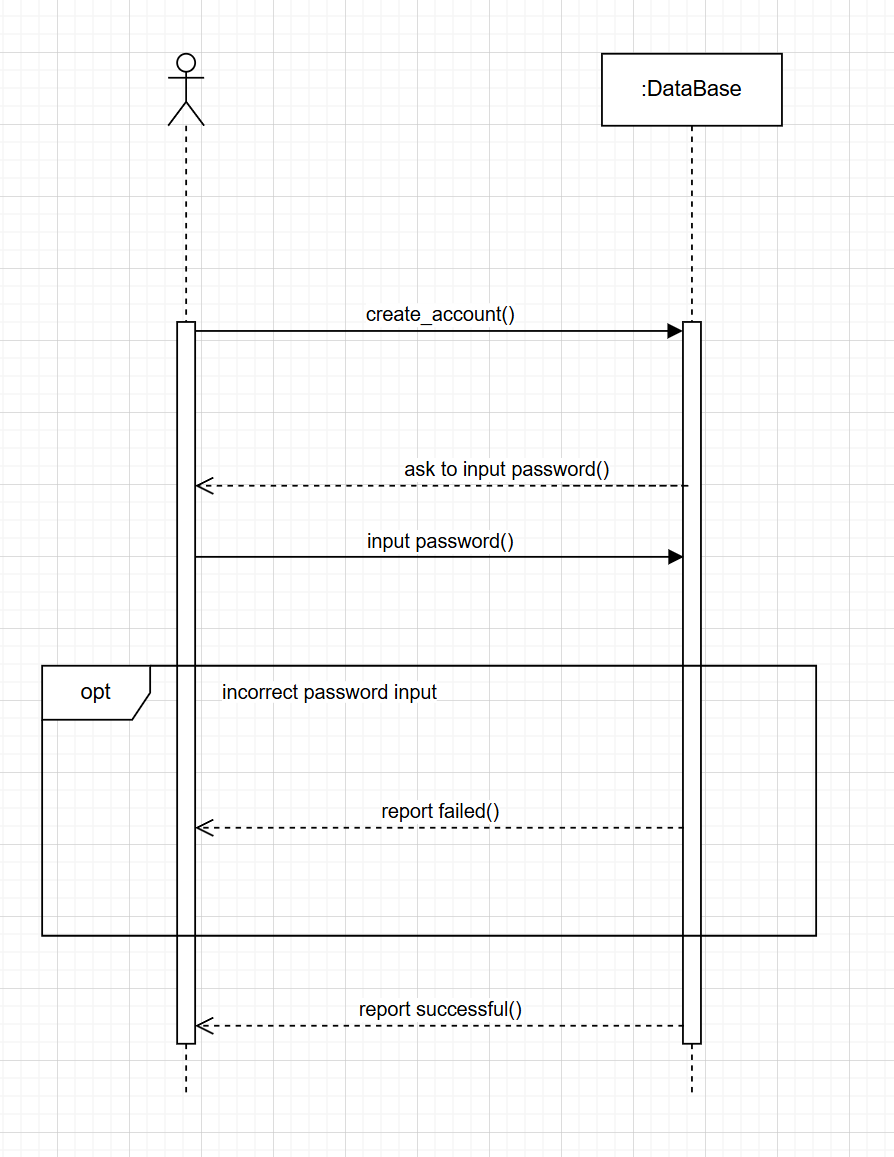 :DataBase
create_account()
ask to input password()
input password()
opt
incorrect password input
report failed()
report successful()